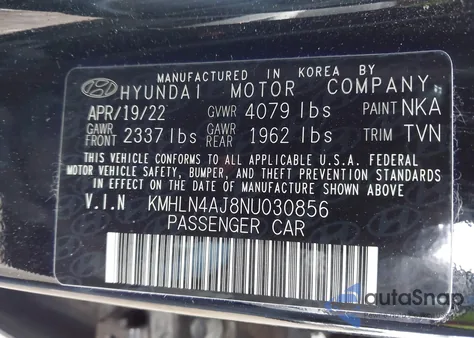 MANUFACTURED IN KOREA BY
HYUNDAI MOTOR COMPANY
APR/19/22 GVWR 4079 lbs PAINT NKA
GAWR FRONT 2337 lbs GAWR REAR 1962 lbs TRIM TVN
THIS VEHICLE CONFORMS TO ALL APPLICABLE U.S.A. FEDERAL
MOTOR VEHICLE SAFETY, BUMPER, AND THEFT PREVENTION STANDARDS
IN EFFECT ON THE DATE OF MANUFACTURE SHOWN ABOVE
V.I.N KMHLN4AJ8NU030856
PASSENGER CAR
autaSnap